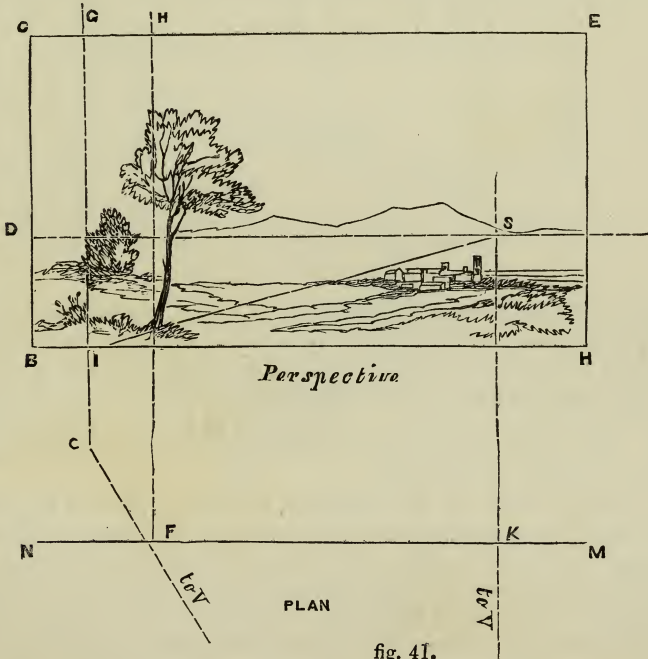 G H
C E
D S
B I H
Perspective
C
N F K M
to V to V
PLAN
fig. 41.